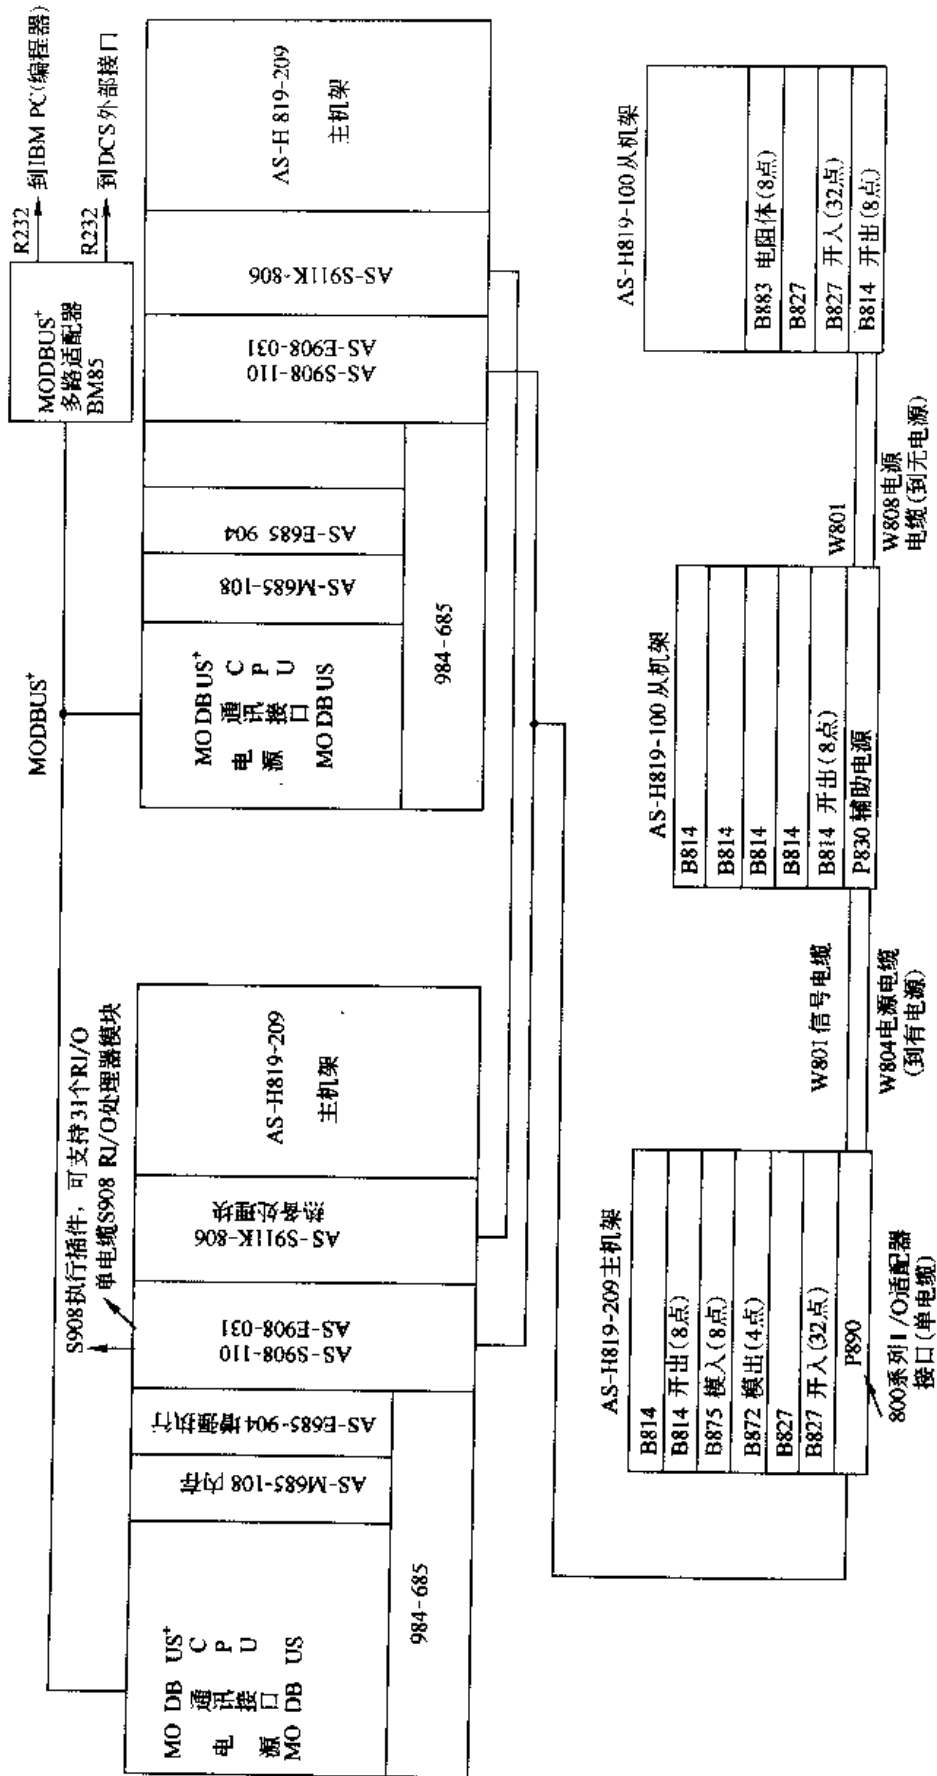 MODBUS⁺
S908执行插件，可支持31个RI/O
单电缆S908 RI/O处理器模块
MODBUS⁺
多路适配器
BM85
R232
到IBM PC(编程器)
R232
到DCS外部接口
MO DB US⁺
通讯接口
C P U
电源
MO DB US
984-685
AS-M685-108 内存
AS-E685-904增强执行
AS-S908-110
AS-E908-031
AS-S911K-806
热备处理块
AS-H819-209
主机架
MO DB US⁺
通讯接口
C P U
电源
MO DB US
984-685
AS-M685-108
AS-E685 904
AS-S908-110
AS-E908-031
AS-S911K-806
AS-H 819-209
主机架
AS-H819-209主机架
B814
B814 开出(8点)
B875 模入(8点)
B872 模出(4点)
B827
B827 开入(32点)
P890
800系列I/O适配器
接口(单电缆)
W801信号电缆
W804电源电缆
(到有电源)
AS-H819-100从机架
B814
B814
B814
B814
B814 开出(8点)
P830 辅助电源
W801
W808电源
电缆(到无电源)
AS-H819-100从机架
B883 电阻体(8点)
B827
B827 开入(32点)
B814 开出(8点)